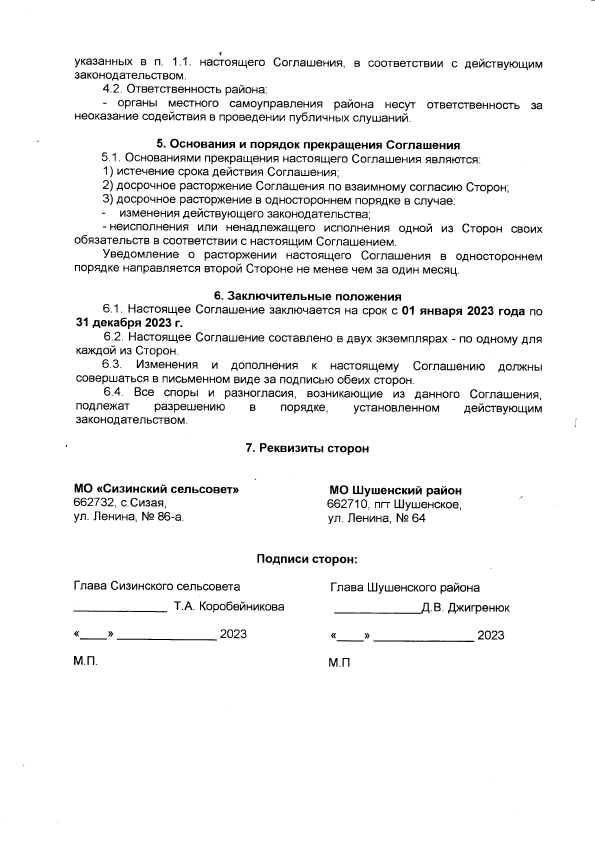 указанных в п. 1.1. настоящего Соглашения, в соответствии с действующим
законодательством.
4.2. Ответственность района:
- органы местного самоуправления района несут ответственность за
неоказание содействия в проведении публичных слушаний.
5. Основания и порядок прекращения Соглашения
5.1. Основаниями прекращения настоящего Соглашения являются:
1) истечение срока действия Соглашения;
2) досрочное расторжение Соглашения по взаимному согласию Сторон;
3) досрочное расторжение в одностороннем порядке в случае:
- изменения действующего законодательства;
- неисполнения или ненадлежащего исполнения одной из Сторон своих
обязательств в соответствии с настоящим Соглашением.
Уведомление о расторжении настоящего Соглашения в одностороннем
порядке направляется второй Стороне не менее чем за один месяц.
6. Заключительные положения
6.1. Настоящее Соглашение заключается на срок с 01 января 2023 года по
31 декабря 2023 г.
6.2. Настоящее Соглашение составлено в двух экземплярах - по одному для
каждой из Сторон.
6.3. Изменения и дополнения к настоящему Соглашению должны
совершаться в письменном виде за подписью обеих сторон.
6.4. Все споры и разногласия, возникающие из данного Соглашения,
подлежат разрешению в порядке, установленном действующим
законодательством.
7. Реквизиты сторон
МО «Сизинский сельсовет» МО Шушенский район
662732, с.Сизая, 662710, пгт Шушенское,
ул. Ленина, № 86-а. ул. Ленина, № 64
Подписи сторон:
Глава Сизинского сельсовета Глава Шушенского района
_______________ Т.А. Коробейникова ______________Д.В. Джигренюк
«____» ________________ 2023 «____» ________________ 2023
М.П. М.П